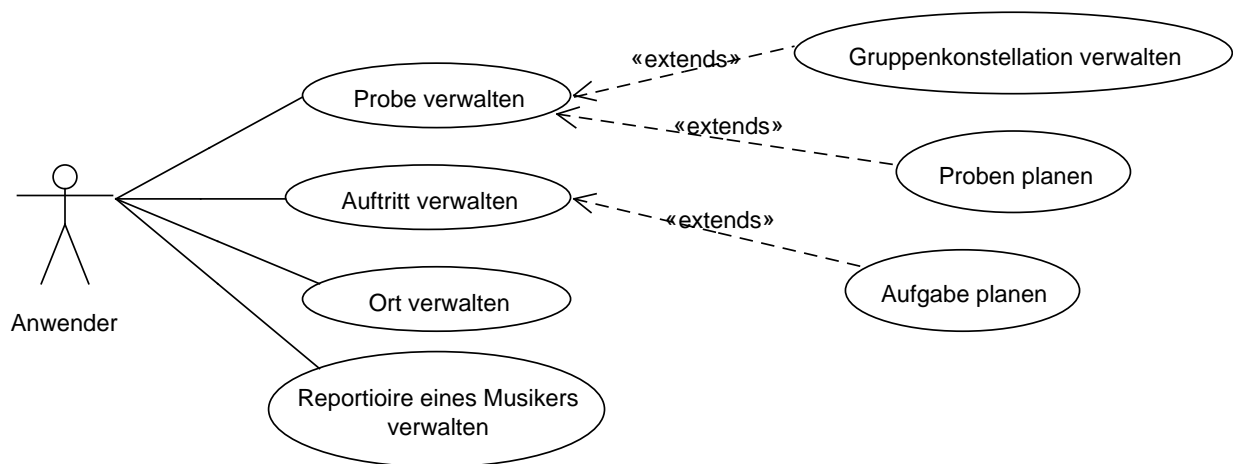 «extends»
Gruppenkonstellation verwalten
Probe verwalten
«extends»
Proben planen
Auftritt verwalten
«extends»
Aufgabe planen
Ort verwalten
Anwender
Reportioire eines Musikers
verwalten